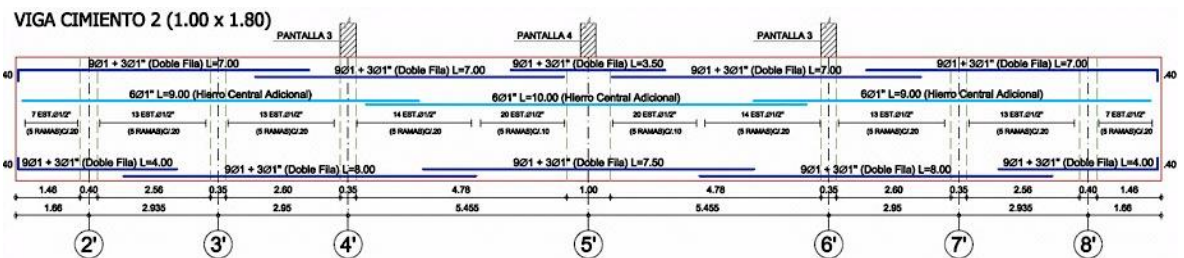 VIGA CIMIENTO 2 (1.00 x 1.80)
PANTALLA 3 PANTALLA 4 PANTALLA 3
9Ø1 + 3Ø1" (Doble Fila) L=7.00 9Ø1 + 3Ø1" (Doble Fila) L=3.50 9Ø1 + 3Ø1" (Doble Fila) L=7.00
.40 9Ø1 + 3Ø1" (Doble Fila) L=7.00 9Ø1 + 3Ø1" (Doble Fila) L=7.00 .40
6Ø1" L=9.00 (Hierro Central Adicional) 6Ø1" L=10.00 (Hierro Central Adicional) 6Ø1" L=9.00 (Hierro Central Adicional)
7 EST.Ø1/2" 13 EST.Ø1/2" 13 EST.Ø1/2" 14 EST.Ø1/2" 20 EST.Ø1/2" 20 EST.Ø1/2" 14 EST.Ø1/2" 13 EST.Ø1/2" 13 EST.Ø1/2" 7 EST.Ø1/2"
(5 RAMAS)C/.20 (5 RAMAS)C/.20 (5 RAMAS)C/.20 (5 RAMAS)C/.20 (5 RAMAS)C/.10 (5 RAMAS)C/.10 (5 RAMAS)C/.20 (5 RAMAS)C/.20 (5 RAMAS)C/.20 (5 RAMAS)C/.20
.40 9Ø1 + 3Ø1" (Doble Fila) L=4.00 9Ø1 + 3Ø1" (Doble Fila) L=7.50 9Ø1 + 3Ø1" (Doble Fila) L=4.00 .40
9Ø1 + 3Ø1" (Doble Fila) L=8.00 9Ø1 + 3Ø1" (Doble Fila) L=8.00
1.46 0.40 2.56 0.35 2.60 0.35 4.78 1.00 4.78 0.35 2.60 0.35 2.56 0.40 1.46
1.66 2.935 2.95 5.455 5.455 2.95 2.935 1.66
2' 3' 4' 5' 6' 7' 8'